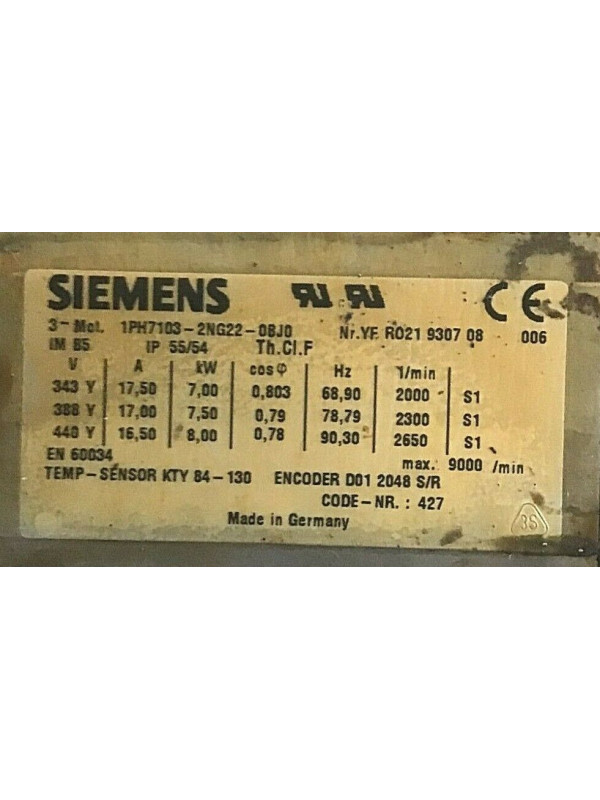 SIEMENS
3~Mot. 1PH7103-2NG22-0BJ0 Nr.YF R021 9307 08 006
IM B5 IP 55/54 Th.Cl.F
V A kW cosφ Hz 1/min
343 Y 17,50 7,00 0,803 68,90 2000 S1
388 Y 17,00 7,50 0,79 78,79 2300 S1
440 Y 16,50 8,00 0,78 90,30 2650 S1
EN 60034 max. 9000 /min
TEMP-SENSOR KTY 84-130 ENCODER D01 2048 S/R
CODE-NR.: 427
Made in Germany
3S